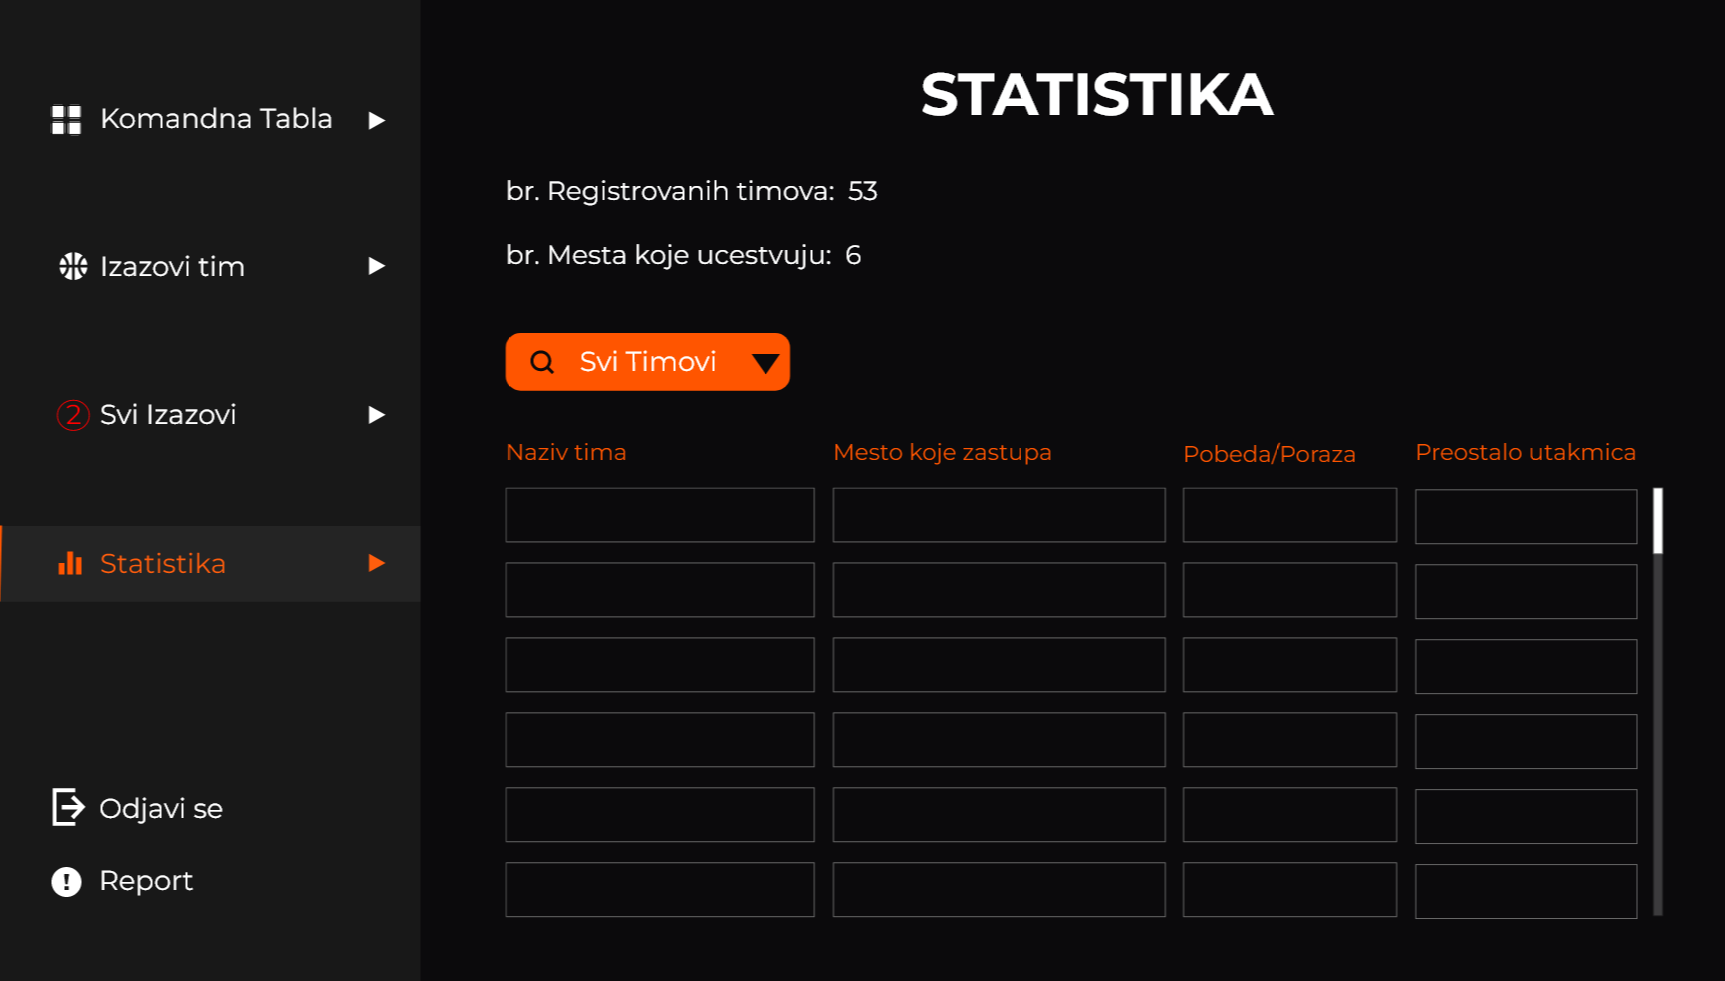 Komandna Tabla
Izazovi tim
2 Svi Izazovi
Statistika
Odjavi se
Report
STATISTIKA
br. Registrovanih timova: 53
br. Mesta koje ucestvuju: 6
Svi Timovi
Naziv tima Mesto koje zastupa Pobeda/Poraza Preostalo utakmica